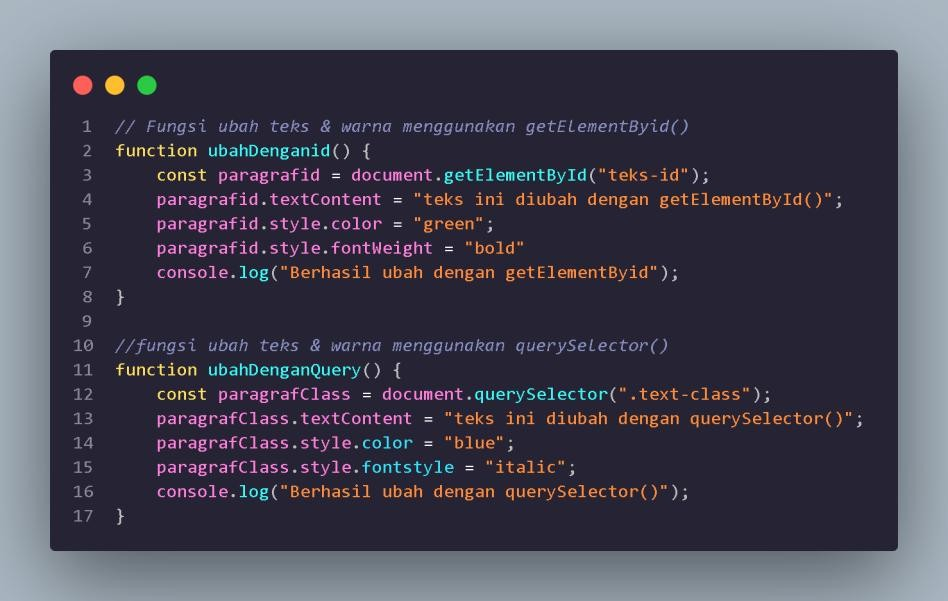 1 // Fungsi ubah teks & warna menggunakan getElementByid()
2 function ubahDenganid() {
3     const paragrafid = document.getElementById("teks-id");
4     paragrafid.textContent = "teks ini diubah dengan getElementById()";
5     paragrafid.style.color = "green";
6     paragrafid.style.fontWeight = "bold"
7     console.log("Berhasil ubah dengan getElementByid");
8 }
9
10 //fungsi ubah teks & warna menggunakan querySelector()
11 function ubahDenganQuery() {
12     const paragrafClass = document.querySelector(".text-class");
13     paragrafClass.textContent = "teks ini diubah dengan querySelector()";
14     paragrafClass.style.color = "blue";
15     paragrafClass.style.fontstyle = "italic";
16     console.log("Berhasil ubah dengan querySelector()");
17 }